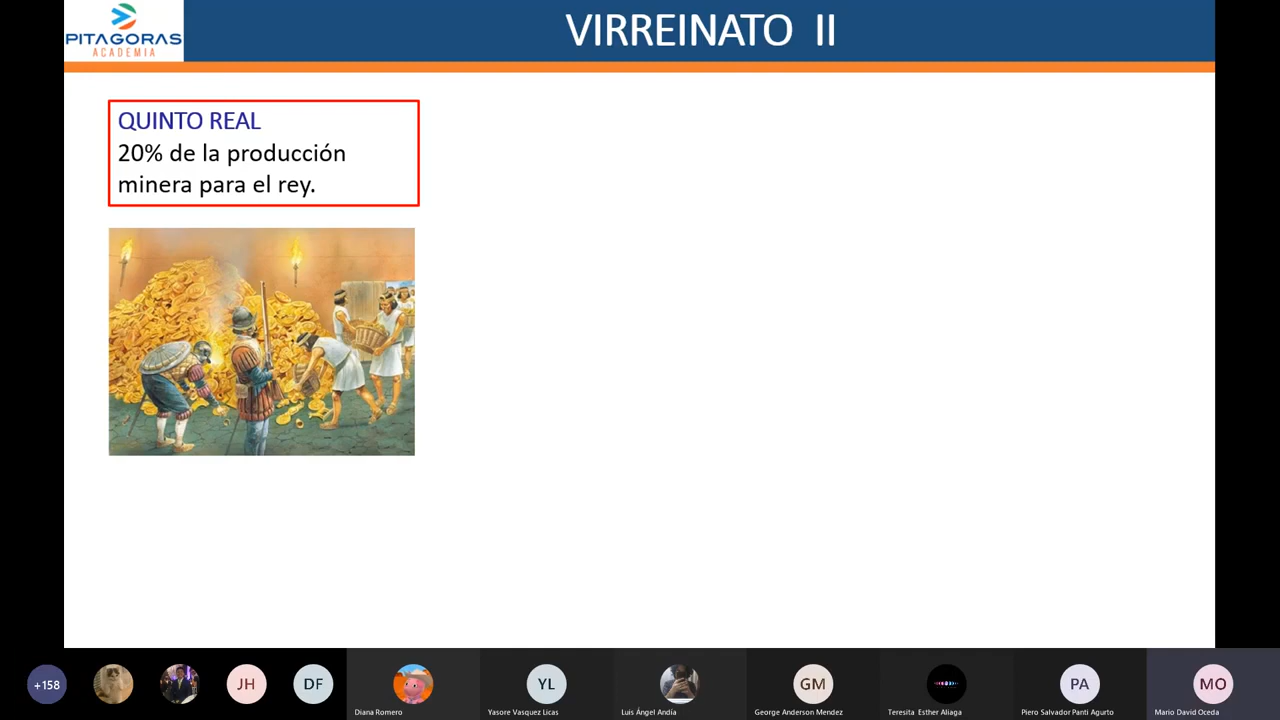 PITAGORAS
ACADEMIA
VIRREINATO II
QUINTO REAL
20% de la producción
minera para el rey.
+158
JH
DF
YL
GM
PA
MO
Diana Romero
Yasore Vasquez Licas
Luis Ángel Andía
George Anderson Mendez
Teresita Esther Aliaga
Piero Salvador Panti Agurto
Mario David Occeda